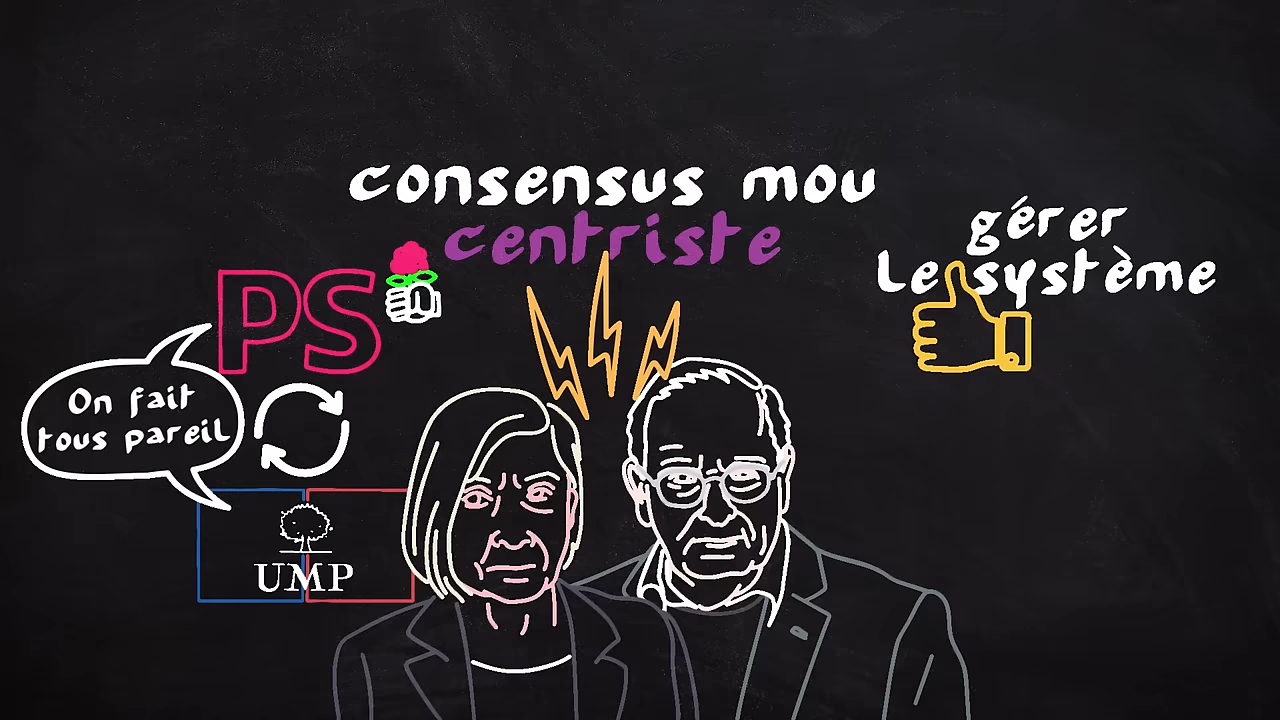 consensus mou
centriste
gérer
Le système
PS
On fait
tous pareil
UMP